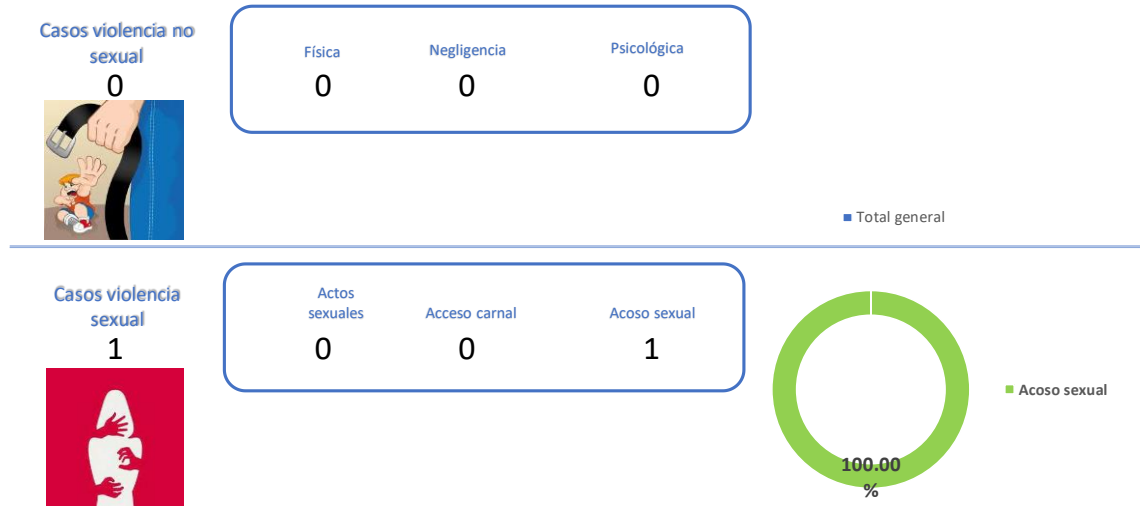 Casos violencia no
sexual
0
Física
Negligencia
Psicológica
0
0
0
Total general
Casos violencia
sexual
1
Actos
sexuales
Acceso carnal
Acoso sexual
0
0
1
Acoso sexual
100.00
%